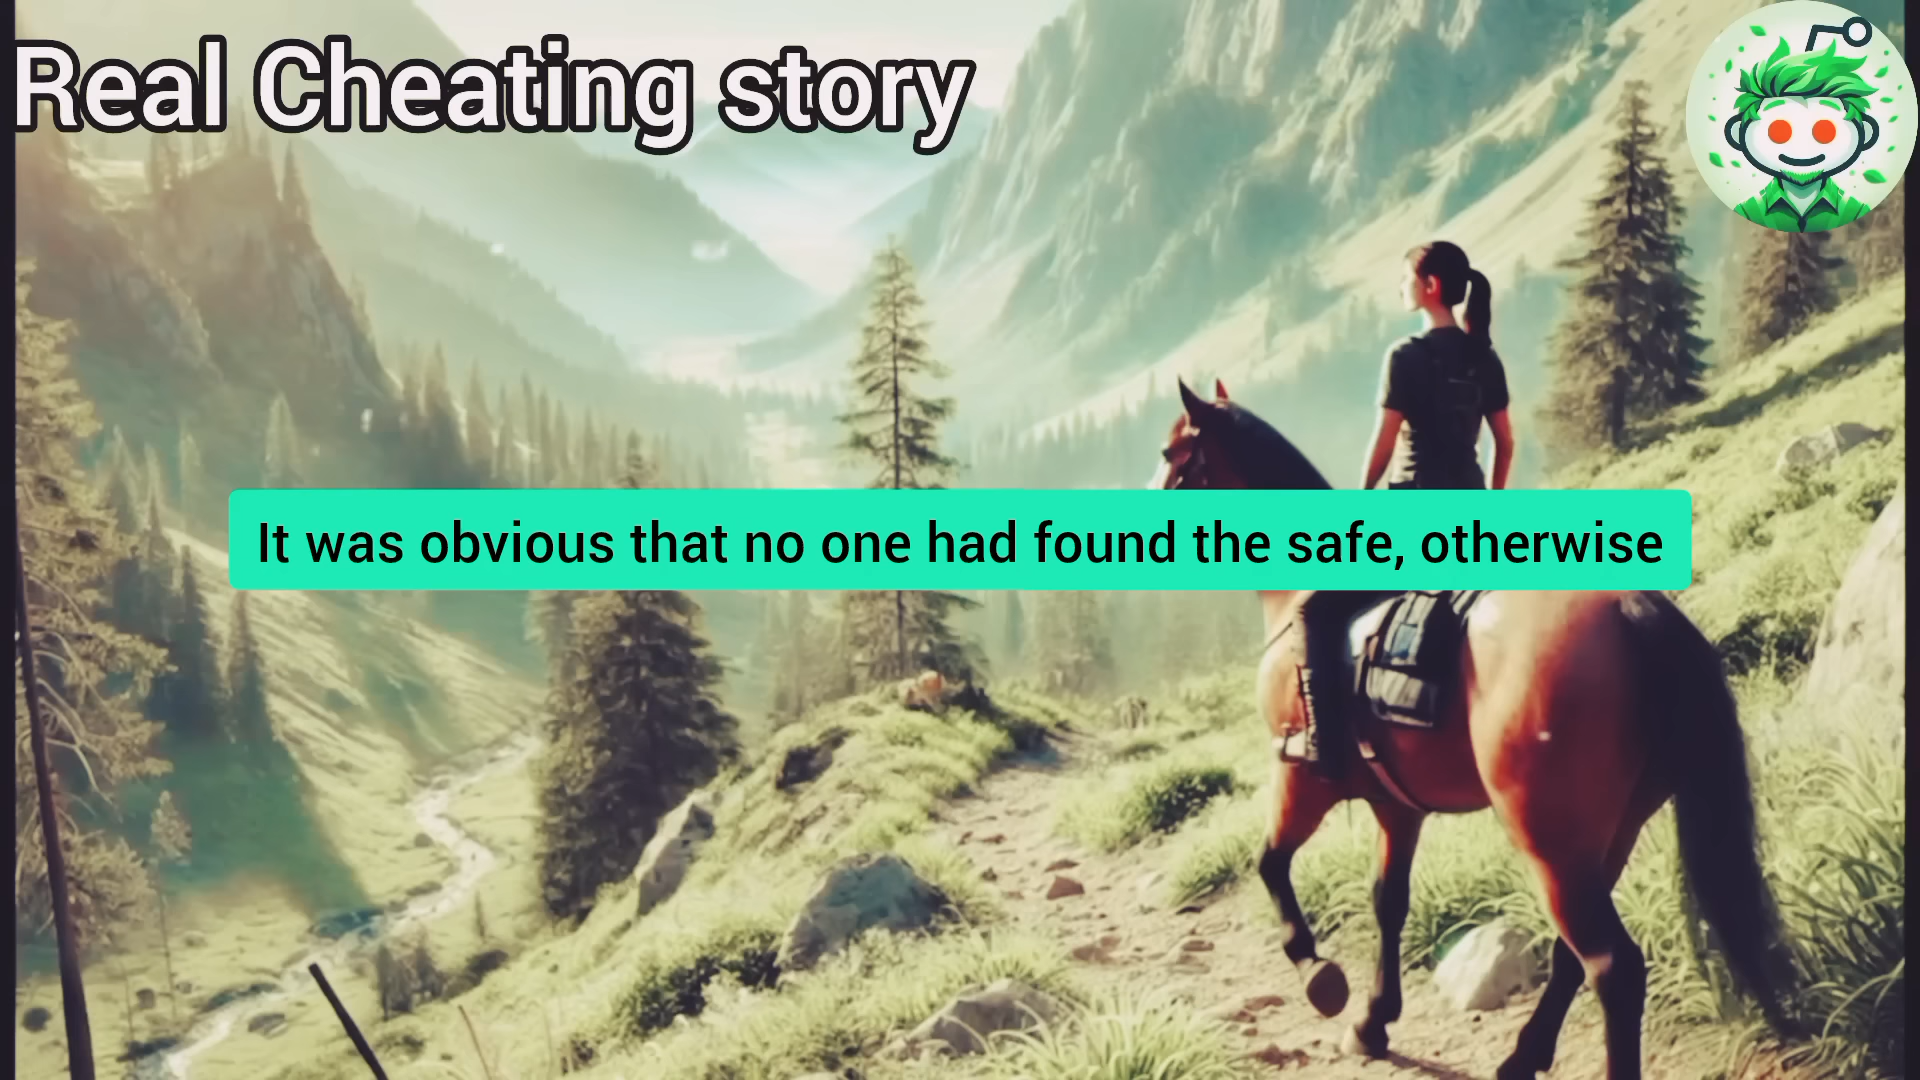 Real Cheating story
It was obvious that no one had found the safe, otherwise